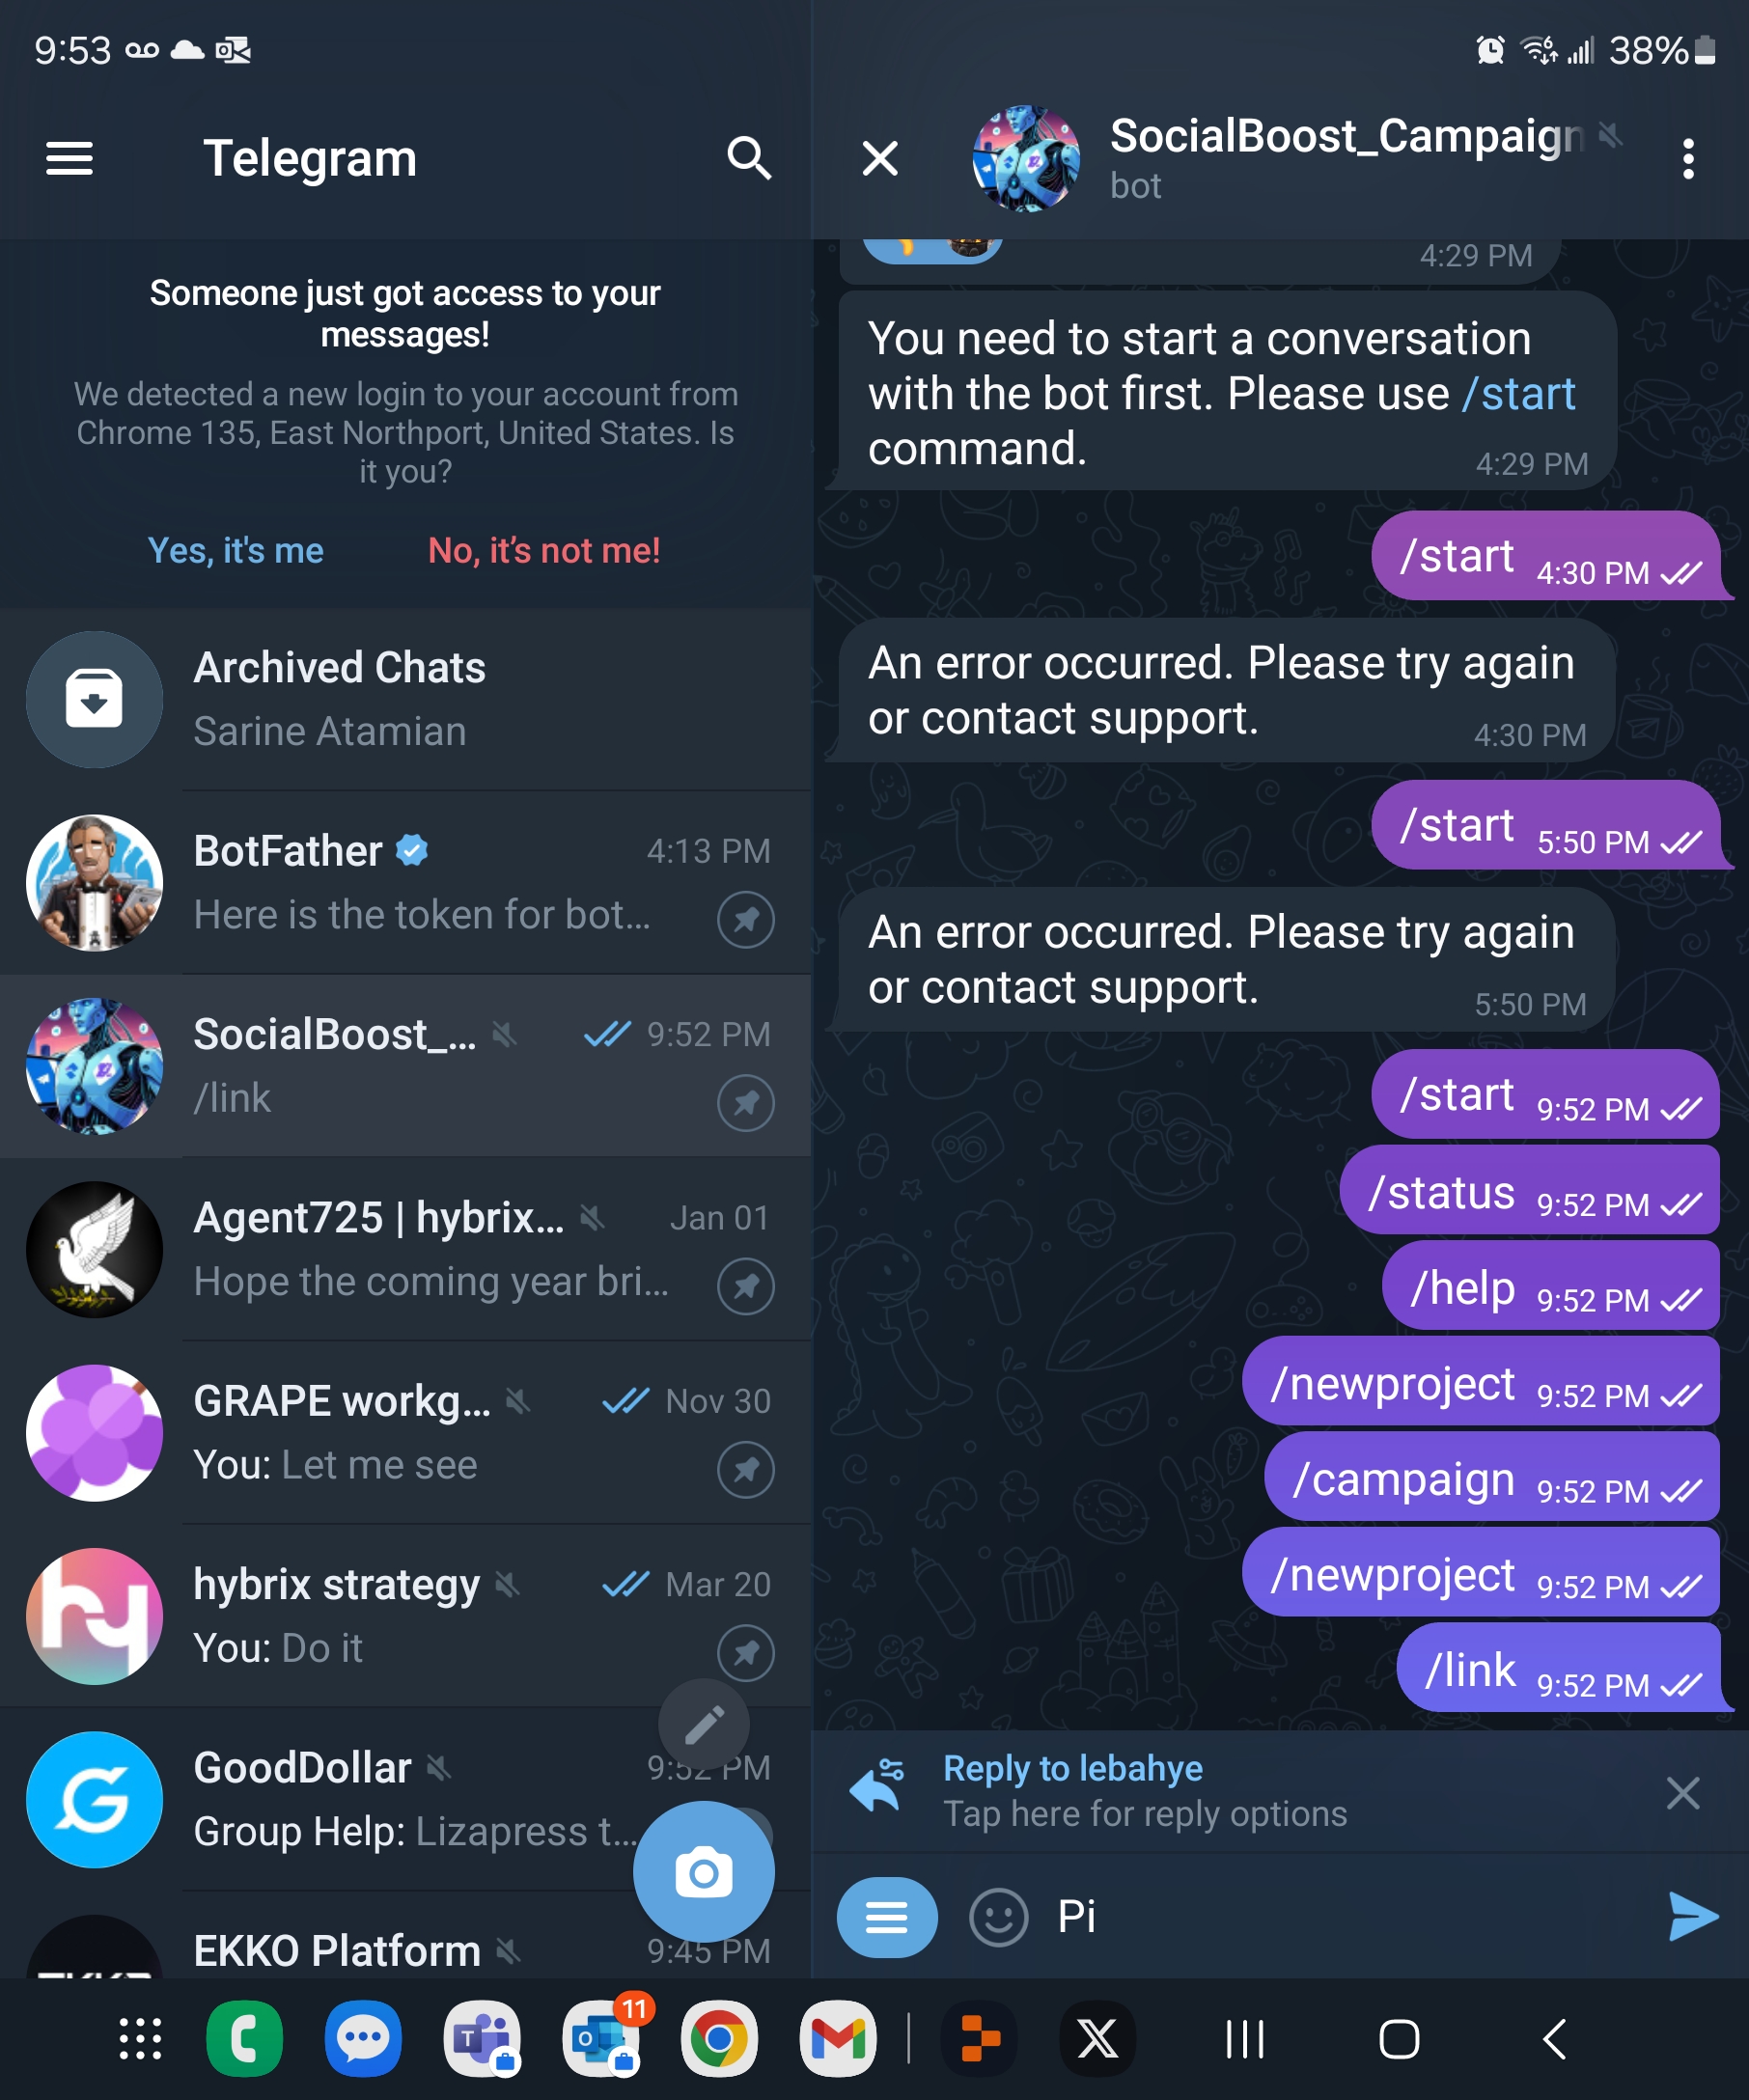 9:53
38%
Telegram
Someone just got access to your
messages!
We detected a new login to your account from
Chrome 135, East Northport, United States. Is
it you?
Yes, it's me
No, it's not me!
Archived Chats
Sarine Atamian
BotFather
4:13 PM
Here is the token for bot...
SocialBoost_...
9:52 PM
/link
Agent725 | hybrix...
Jan 01
Hope the coming year bri...
GRAPE workg...
Nov 30
You: Let me see
hybrix strategy
Mar 20
You: Do it
GoodDollar
9:52 PM
Group Help: Lizapress t...
EKKO Platform
9:45 PM
SocialBoost_Campaign
bot
4:29 PM
You need to start a conversation
with the bot first. Please use /start
command.
4:29 PM
/start 4:30 PM
An error occurred. Please try again
or contact support.
4:30 PM
/start 5:50 PM
An error occurred. Please try again
or contact support.
5:50 PM
/start 9:52 PM
/status 9:52 PM
/help 9:52 PM
/newproject 9:52 PM
/campaign 9:52 PM
/newproject 9:52 PM
/link 9:52 PM
Reply to lebahye
Tap here for reply options
Pi
11